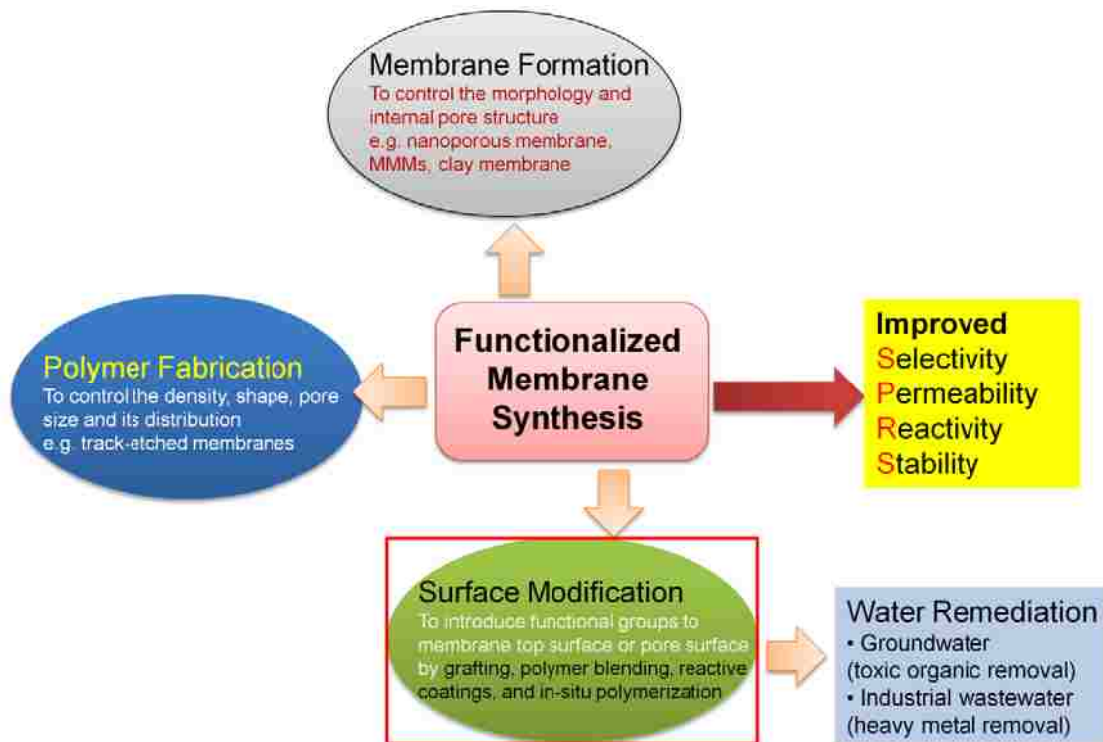 Membrane Formation
To control the morphology and
internal pore structure
e.g. nanoporous membrane,
MMMs, clay membrane
Polymer Fabrication
To control the density, shape, pore
size and its distribution
e.g. track-etched membranes
Functionalized
Membrane
Synthesis
Improved
Selectivity
Permeability
Reactivity
Stability
Surface Modification
To introduce functional groups to
membrane top surface or pore surface
by grafting, polymer blending, reactive
coatings, and in-situ polymerization
Water Remediation
• Groundwater
(toxic organic removal)
• Industrial wastewater
(heavy metal removal)